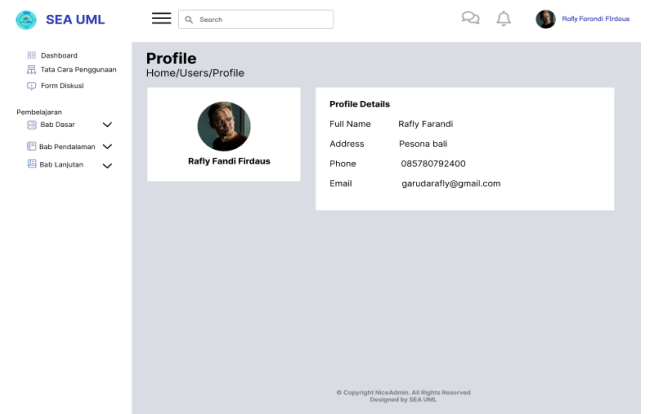 SEA UML
Search
Rafly Farandi FIrdaus
Dashboard
Tata Cara Penggunaan
Form Diskusi
Pembelajaran
Bab Dasar
Bab Pendalaman
Bab Lanjutan
Profile
Home/Users/Profile
Rafly Fandi Firdaus
Profile Details
Full Name Rafly Farandi
Address Pesona bali
Phone 085780792400
Email garudarafly@gmail.com
© Copyright NiceAdmin. All Rights Reserved
Designed by SEA UML